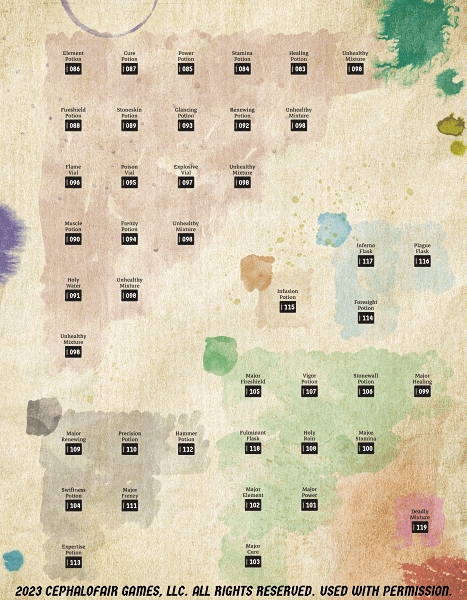 Element Cure Power Stamina Healing Unhealthy
Potion Potion Potion Potion Potion Mixture
086 087 085 084 083 098
Fireshield Stoneskin Glancing Renewing Unhealthy
Potion Potion Potion Potion Mixture
088 089 093 092 098
Flame Poison Explosive Unhealthy
Vial Vial Vial Mixture
096 095 097 098
Muscle Frenzy Unhealthy
Potion Potion Mixture
090 094 098
Inferno Plague
Flask Flask
117 116
Holy Unhealthy
Water Mixture
091 098
Infusion
Potion
115
Foresight
Potion
114
Unhealthy
Mixture
098
Major Vigor Stonewall Major
Fireshield Potion Potion Healing
105 107 106 099
Major Precision Hammer Fulminant Holy Major
Renewing Potion Potion Flask Rain Stamina
109 110 112 118 108 100
Swiftness Major Major Major
Potion Frenzy Element Power
104 111 102 101
Deadly
Mixture
119
Expertise Major
Potion Cure
113 103
2023 CEPHALOFAIR GAMES, LLC. ALL RIGHTS RESERVED. USED WITH PERMISSION.